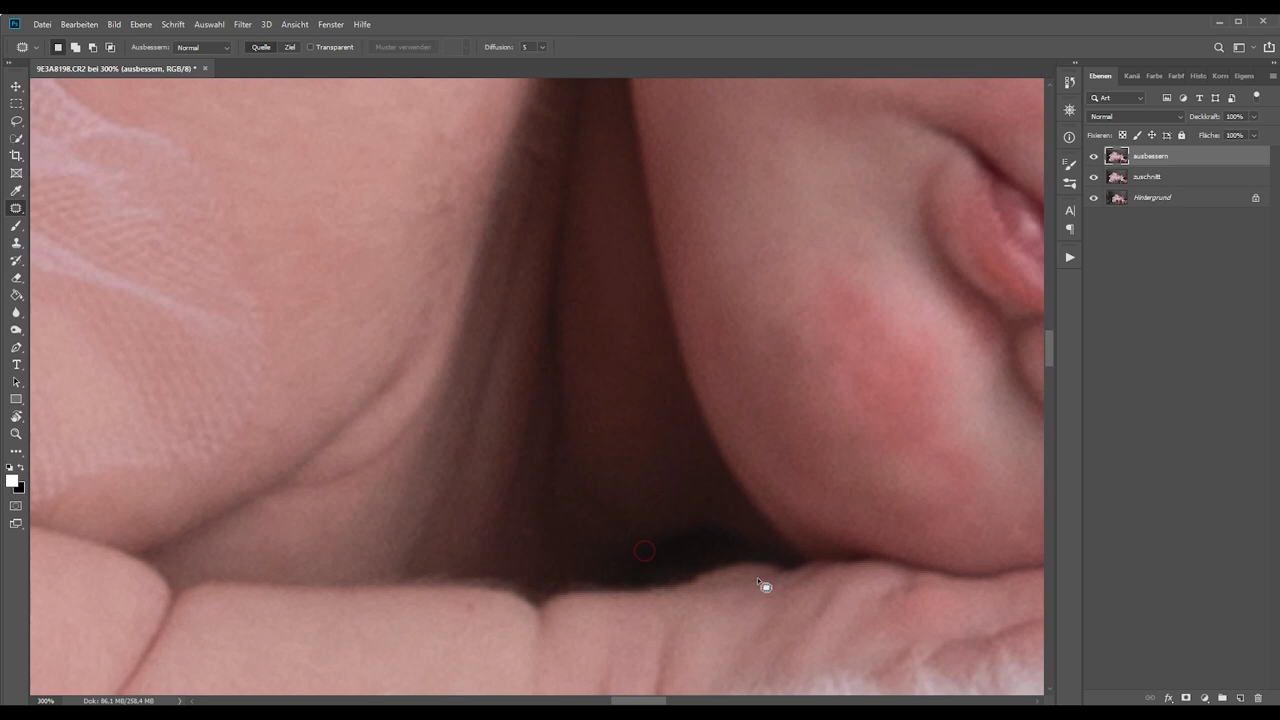 Ps Datei Bearbeiten Bild Ebene Schrift Auswahl Filter 3D Ansicht Fenster Hilfe
Ausbessern: Normal Quelle Ziel Transparent Muster verwenden Diffusion: 5
9E3A8198.CR2 bei 300% (ausbessern, RGB/8) *
Ebenen Kanä Farbe Farbf Histo Korn Eigens
Art
Normal Deckkraft: 100%
Fixieren: Fläche: 100%
ausbessern
zuschnitt
Hintergrund
300% Dok: 86,1 MB/258,4 MB